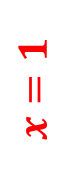 x = 1